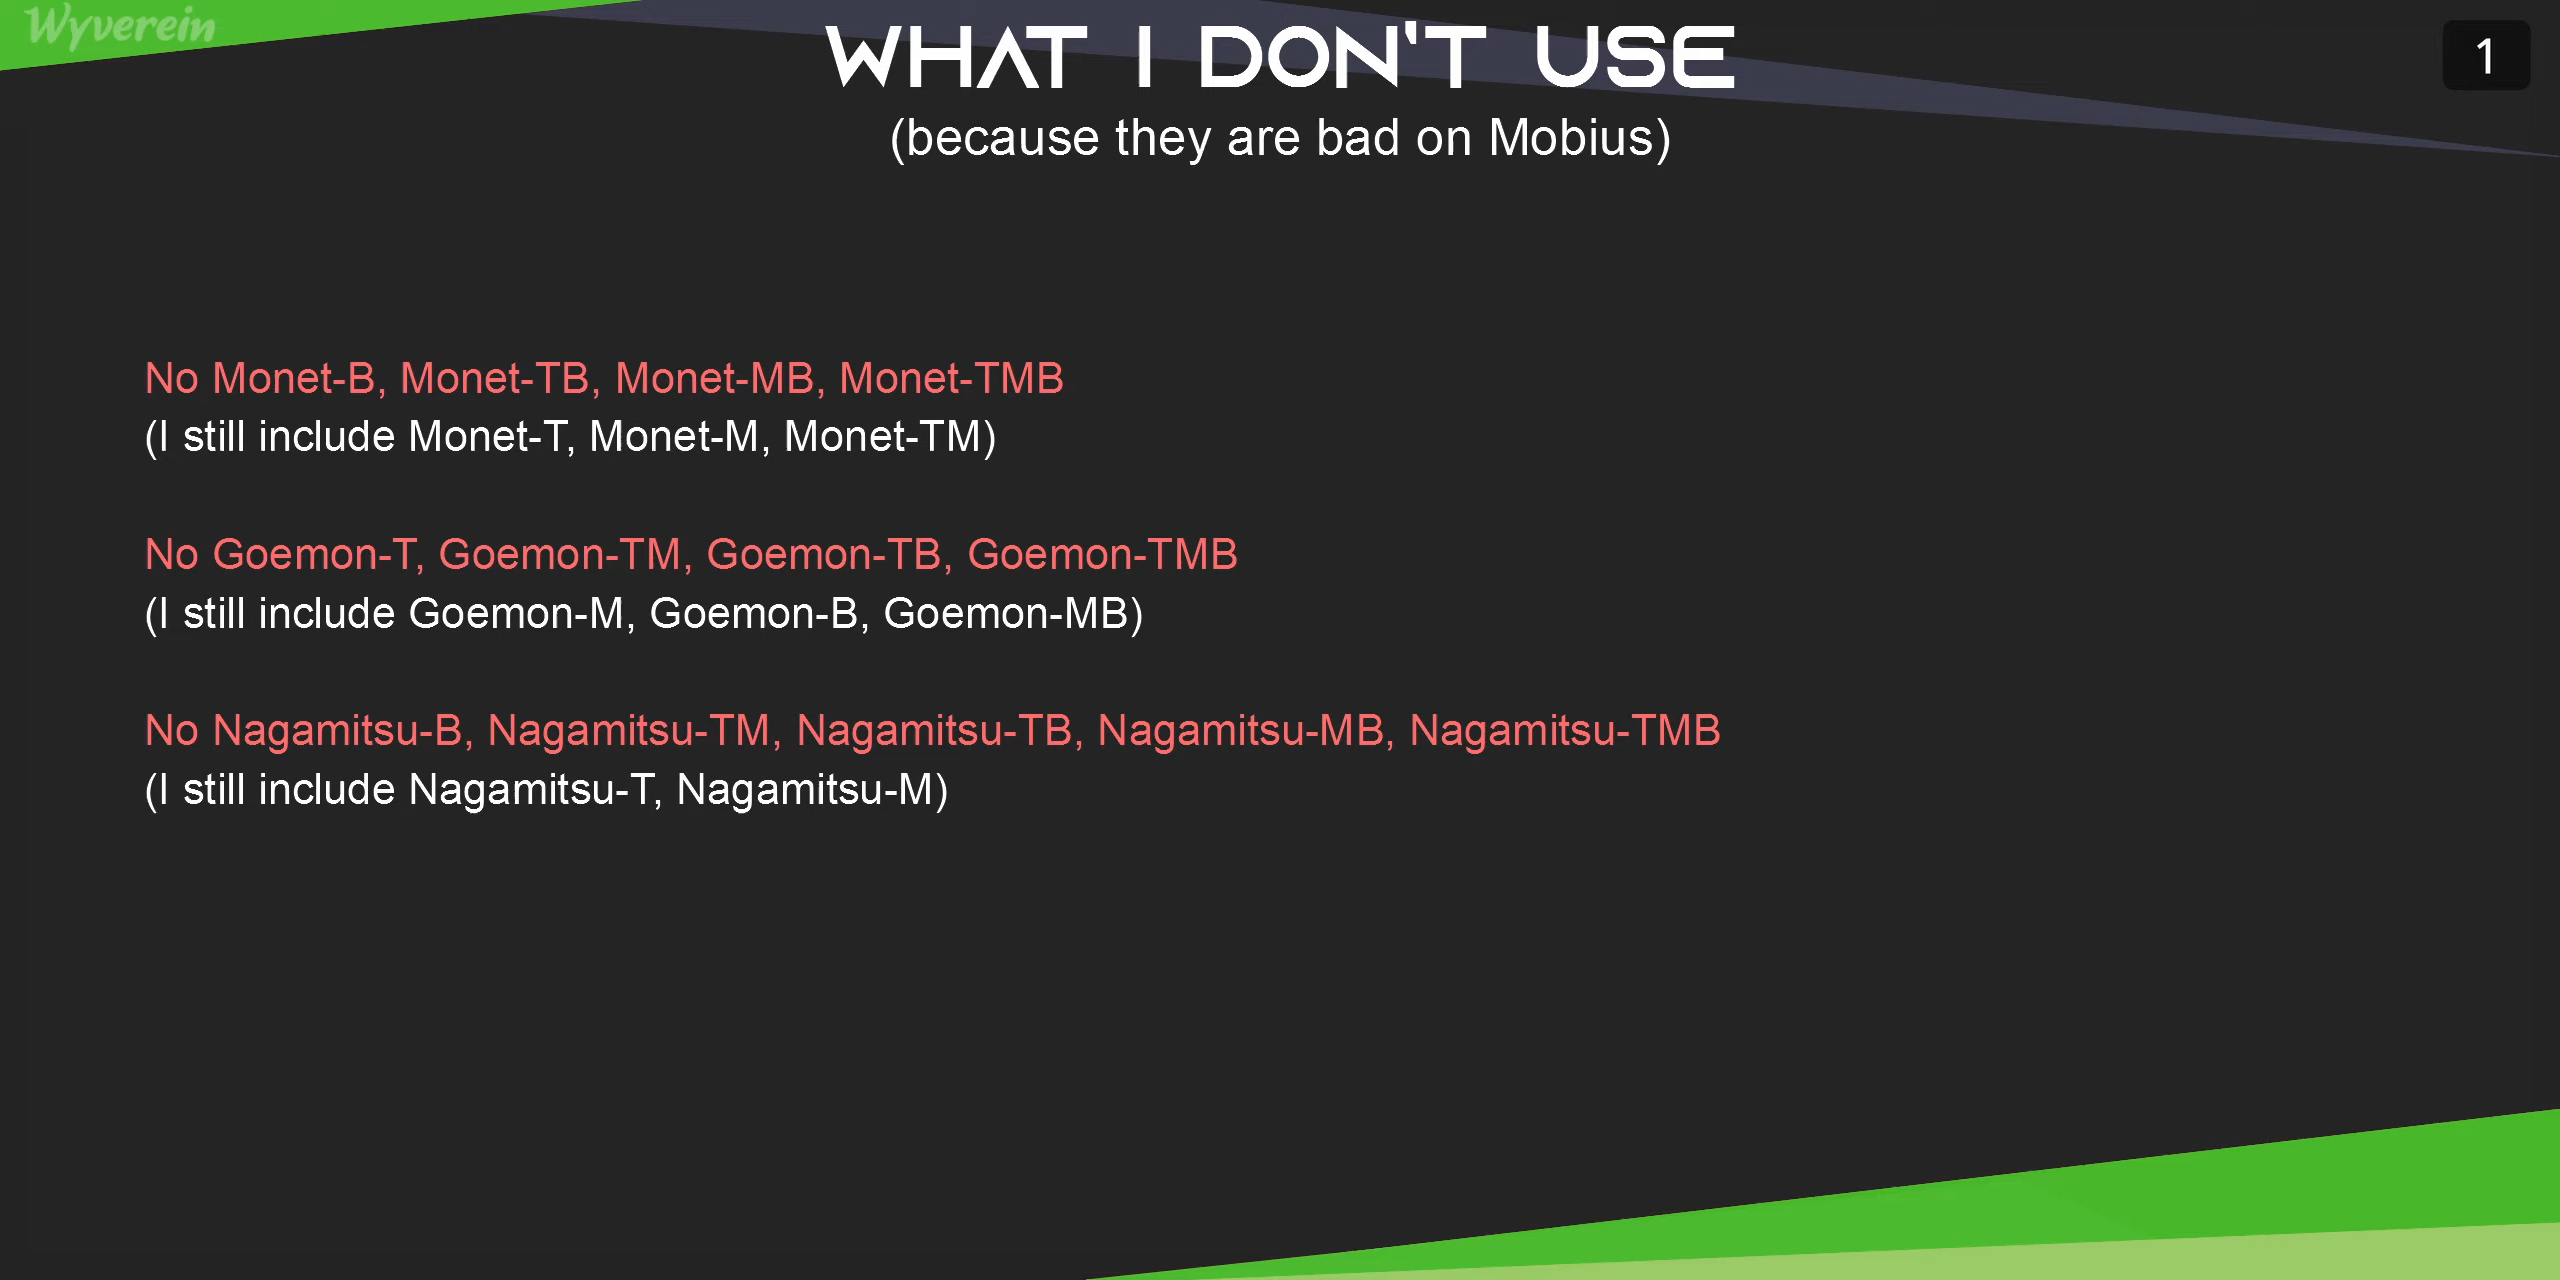 Wyverein
WHAT I DON'T USE
1
(because they are bad on Mobius)
No Monet-B, Monet-TB, Monet-MB, Monet-TMB
(I still include Monet-T, Monet-M, Monet-TM)
No Goemon-T, Goemon-TM, Goemon-TB, Goemon-TMB
(I still include Goemon-M, Goemon-B, Goemon-MB)
No Nagamitsu-B, Nagamitsu-TM, Nagamitsu-TB, Nagamitsu-MB, Nagamitsu-TMB
(I still include Nagamitsu-T, Nagamitsu-M)